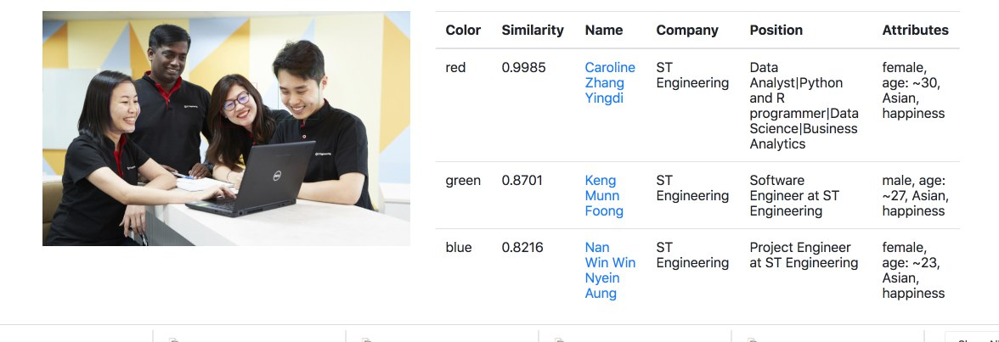 Color Similarity Name Company Position Attributes
red 0.9985 Caroline ST Data female,
Zhang Engineering Analyst|Python age: ~30,
Yingdi and R Asian,
programmer|Data happiness
Science|Business
Analytics
green 0.8701 Keng ST Software male, age:
Munn Engineering Engineer at ST ~27, Asian,
Foong Engineering happiness
blue 0.8216 Nan ST Project Engineer female,
Win Win Engineering at ST Engineering age: ~23,
Nyein Asian,
Aung happiness
DELL